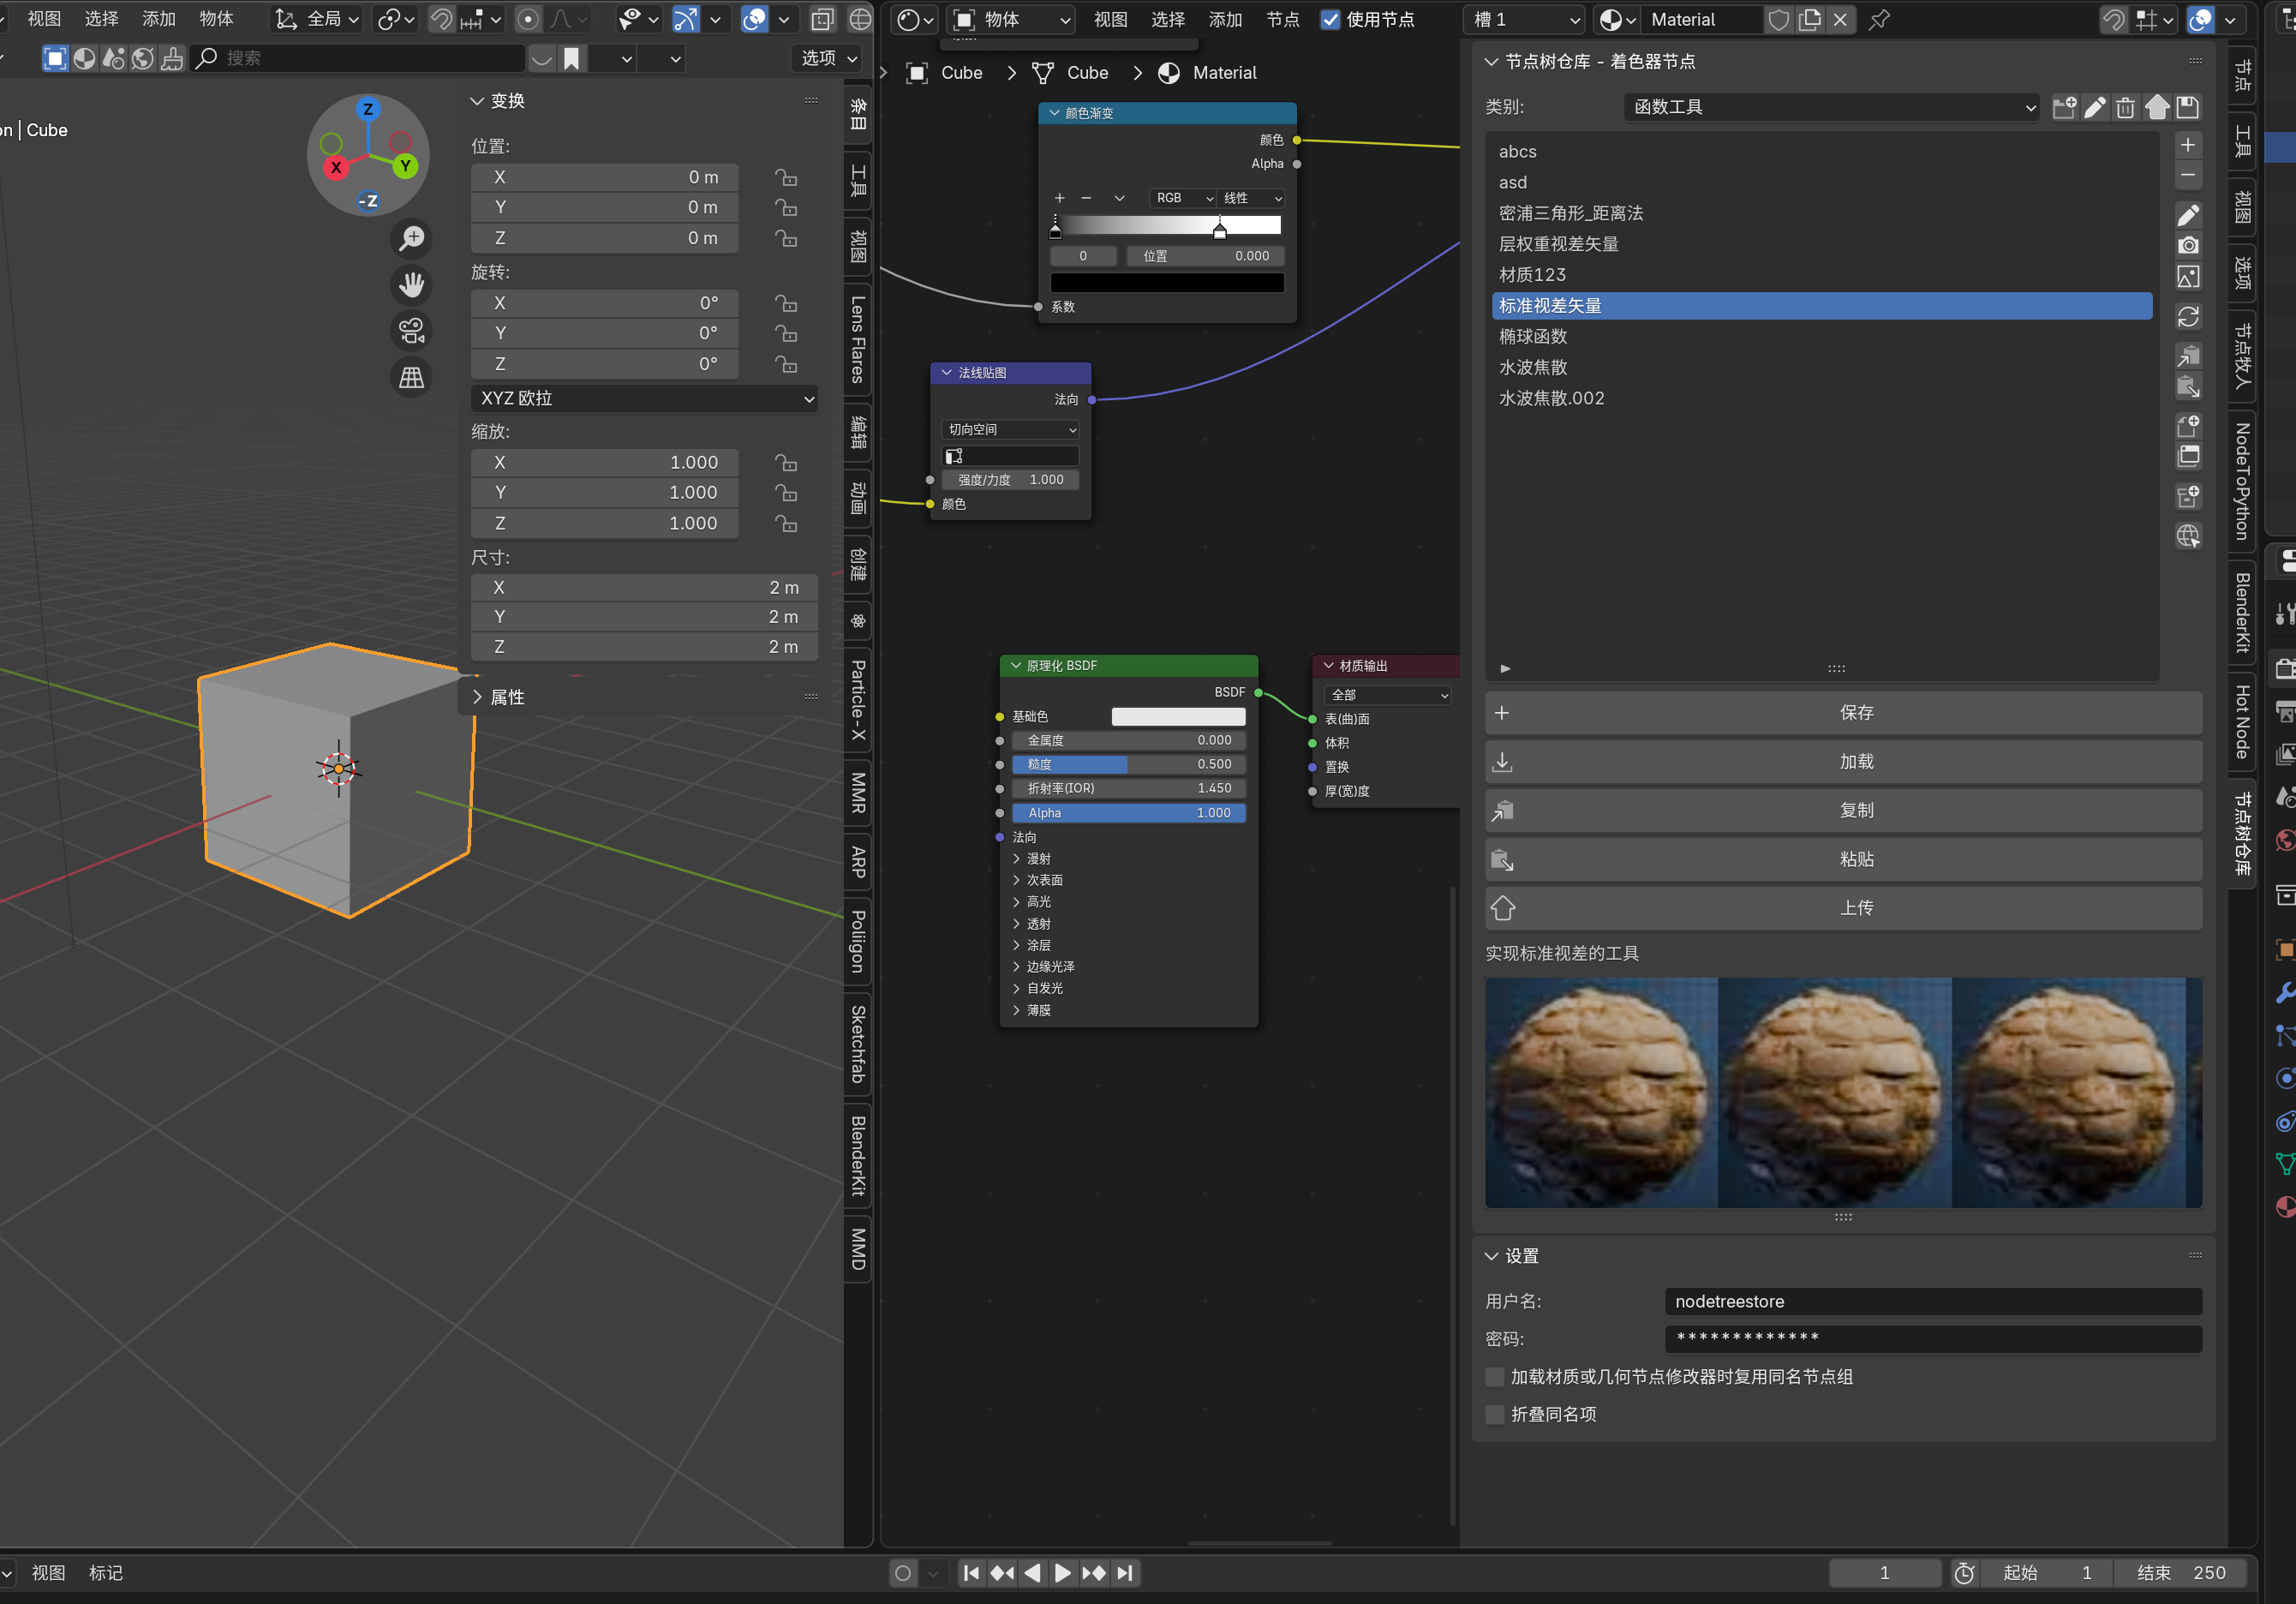 视图 选择 添加 物体 全局
搜索 选项
on | Cube
Z
X
Y
-Z
变换
位置:
X 0 m
Y 0 m
Z 0 m
旋转:
X 0°
Y 0°
Z 0°
XYZ 欧拉
缩放:
X 1.000
Y 1.000
Z 1.000
尺寸:
X 2 m
Y 2 m
Z 2 m
属性
条目
工具
视图
Lens Flares
编辑
动画
创建
Particle-X
MMR
ARP
Poliigon
Sketchfab
BlenderKit
MMD
物体 视图 选择 添加 节点 使用节点 槽 1 Material
Cube Cube Material
颜色渐变
颜色
Alpha
RGB 线性
0 位置 0.000
系数
法线贴图
法向
切向空间
强度/力度 1.000
颜色
原理化 BSDF
BSDF
基础色
金属度 0.000
糙度 0.500
折射率(IOR) 1.450
Alpha 1.000
法向
漫射
次表面
高光
透射
涂层
边缘光泽
自发光
薄膜
材质输出
全部
表(曲)面
体积
置换
厚(宽)度
节点树仓库 - 着色器节点
类别: 函数工具
abcs
asd
密浦三角形_距离法
层权重视差矢量
材质123
标准视差矢量
椭球函数
水波焦散
水波焦散.002
保存
加载
复制
粘贴
上传
实现标准视差的工具
设置
用户名: nodetreestore
密码: *************
加载材质或几何节点修改器时复用同名节点组
折叠同名项
节点
工具
视图
选项
节点牧人
NodeToPython
BlenderKit
Hot Node
节点树仓库
视图 标记
1 起始 1 结束 250